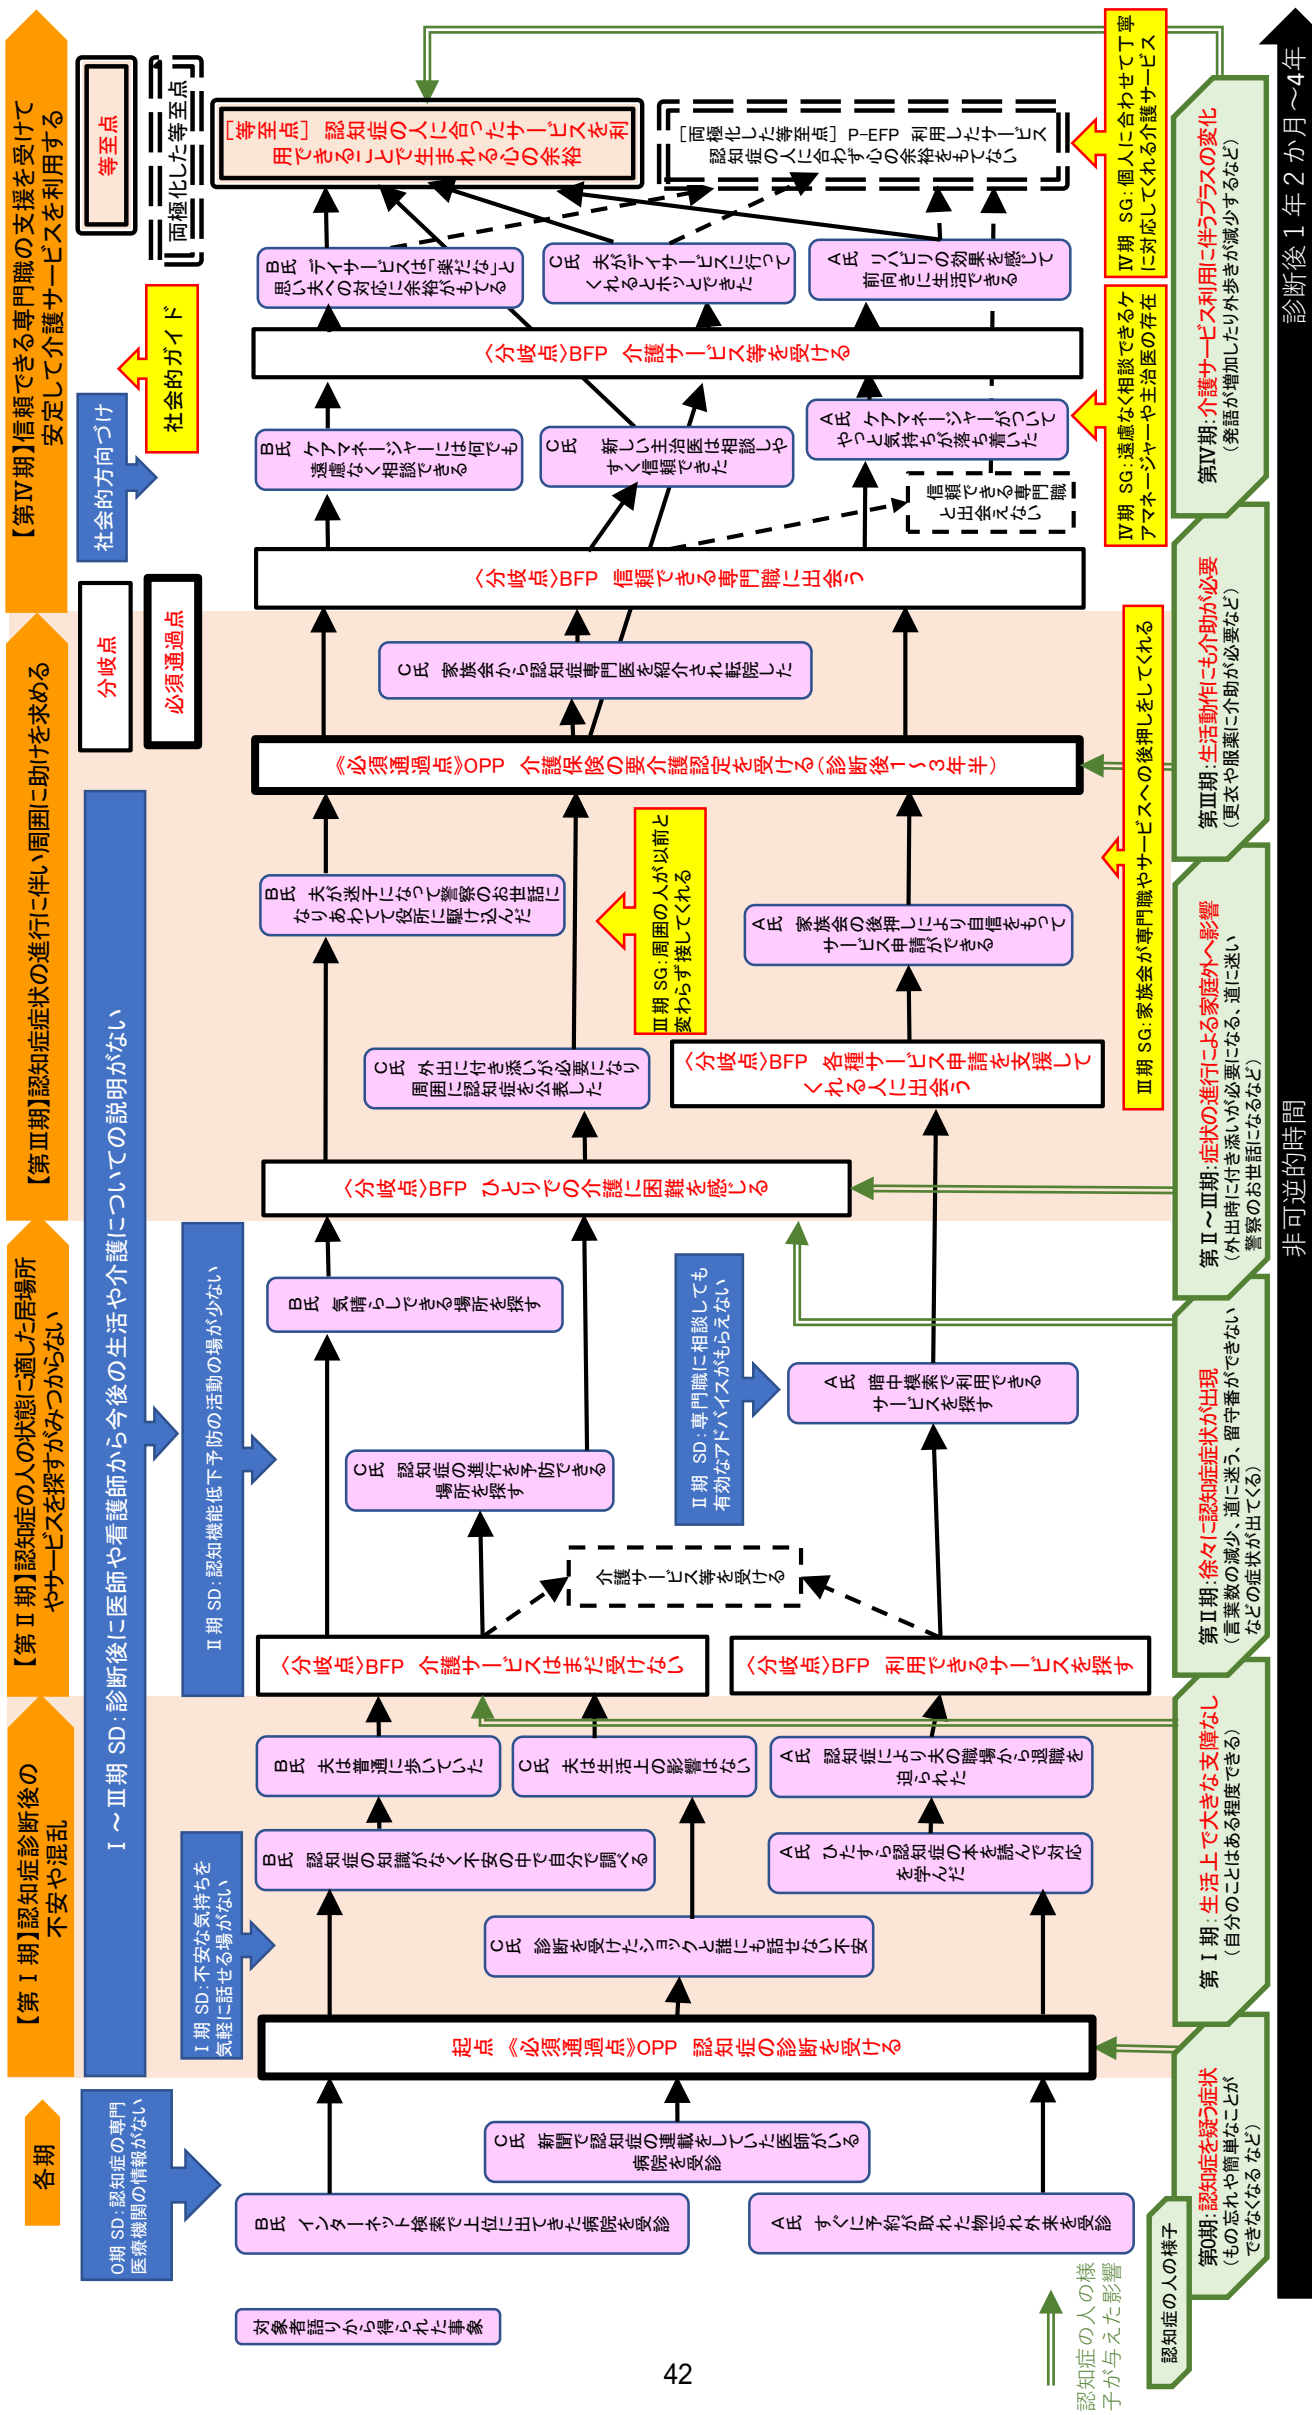 各期
【第Ⅰ期】認知症診断後の
不安や混乱
【第Ⅱ期】認知症の人の状態に適した居場所
やサービスを探すがみつからない
【第Ⅲ期】認知症症状の進行に伴い周囲に助けを求める
【第Ⅳ期】信頼できる専門職の支援を受けて
安定して介護サービスを利用する
分岐点
必須通過点
社会的方向づけ
社会的ガイド
等至点
両極化した等至点
0期 SD:認知症の専門
医療機関の情報がない
Ⅰ～Ⅲ期 SD:診断後に医師や看護師から今後の生活や介護についての説明がない
Ⅰ期 SD:不安な気持ちを
気軽に話せる場がない
Ⅱ期 SD:認知機能低下予防の活動の場が少ない
対象者語りから得られた事象
B氏 インターネット検索で上位に出てきた病院を受診
C氏 新聞で認知症の連載をしていた医師がいる
病院を受診
A氏 すぐに予約が取れた物忘れ外来を受診
起点 《必須通過点》OPP 認知症の診断を受ける
B氏 認知症の知識がなく不安の中で自分で調べる
C氏 診断を受けたショックと誰にも話せない不安
A氏 ひたすら認知症の本を読んで対応
を学んだ
B氏 夫は普通に歩いていた
C氏 夫は生活上の影響はない
A氏 認知症により夫の職場から退職を
迫られた
〈分岐点〉BFP 介護サービスはまだ受けない
〈分岐点〉BFP 利用できるサービスを探す
介護サービス等を受ける
C氏 認知症の進行を予防できる
場所を探す
B氏 気晴らしできる場所を探す
Ⅱ期 SD:専門職に相談しても
有効なアドバイスがもらえない
A氏 暗中模索で利用できる
サービスを探す
〈分岐点〉BFP ひとりでの介護に困難を感じる
C氏 外出に付き添いが必要になり
周囲に認知症を公表した
〈分岐点〉BFP 各種サービス申請を支援して
くれる人に出会う
B氏 夫が迷子になって警察のお世話に
なりあわてて役所に駆け込んだ
Ⅲ期 SG:周囲の人が以前と
変わらず接してくれる
A氏 家族会の後押しにより自信をもって
サービス申請ができる
Ⅲ期 SG:家族会が専門職やサービスへの後押しをしてくれる
《必須通過点》OPP 介護保険の要介護認定を受ける(診断後1～3年半)
C氏 家族会から認知症専門医を紹介され転院した
〈分岐点〉BFP 信頼できる専門職に出会う
信頼できる専門職
と出会えない
B氏 ケアマネージャーには何でも
遠慮なく相談できる
C氏 新しい主治医は相談しや
すく信頼できた
A氏 ケアマネージャーがついて
やっと気持ちが落ち着いた
Ⅳ期 SG:遠慮なく相談できるケ
アマネージャーや主治医の存在
〈分岐点〉BFP 介護サービス等を受ける
B氏 デイサービスは「楽だな」と
思い夫への対応に余裕がもてる
C氏 夫がデイサービスに行って
くれるとホッとできた
A氏 リハビリの効果を感じて
前向きに生活できる
Ⅳ期 SG:個人に合わせて丁寧
に対応してくれる介護サービス
[等至点] 認知症の人に合ったサービスを利
用できることで生まれる心の余裕
[両極化した等至点] P-EFP 利用したサービス
認知症の人に合わず心の余裕をもてない
認知症の人の様
子が与えた影響
認知症の人の様子
第0期:認知症を疑う症状
(もの忘れや簡単なことが
できなくなる など)
第Ⅰ期:生活上で大きな支障なし
(自分のことはある程度できる)
第Ⅱ期:徐々に認知症症状が出現
(言葉数の減少、道に迷う、留守番ができない
などの症状が出てくる)
第Ⅱ～Ⅲ期:症状の進行による家庭外へ影響
(外出時に付き添いが必要になる、道に迷い
警察のお世話になるなど)
第Ⅲ期:生活動作にも介助が必要
(更衣や服薬に介助が必要など)
第Ⅳ期:介護サービス利用に伴うプラスの変化
(発語が増加したり外歩きが減少するなど)
非可逆的時間
診断後1年2か月～4年
42